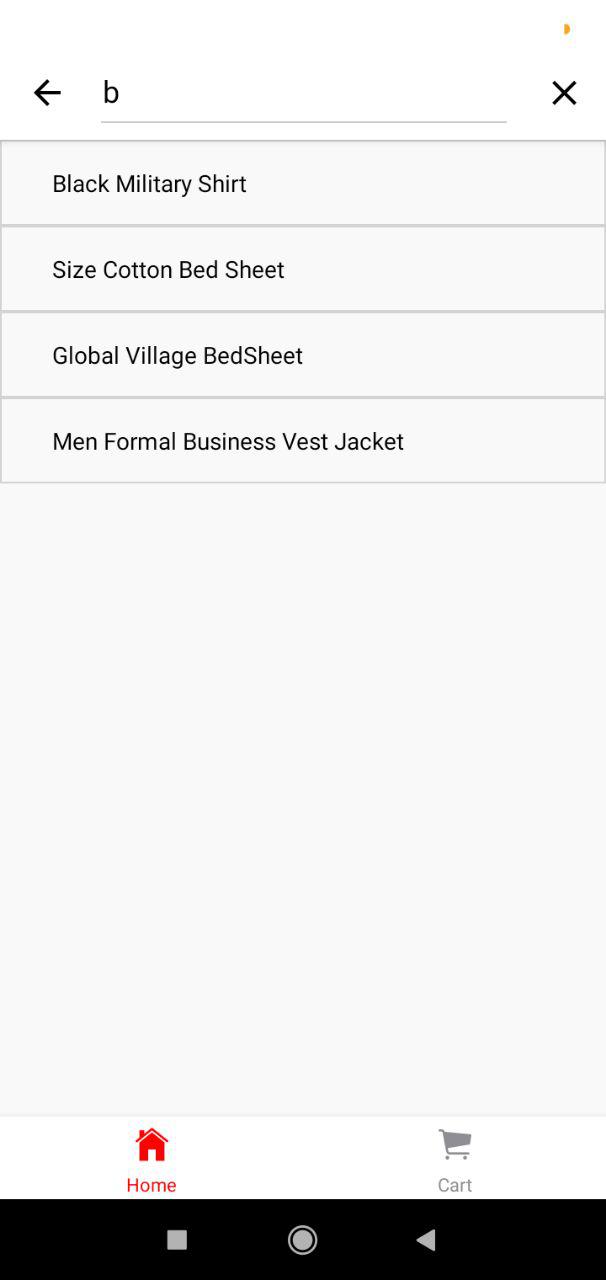 b
Black Military Shirt
Size Cotton Bed Sheet
Global Village BedSheet
Men Formal Business Vest Jacket
Home
Cart